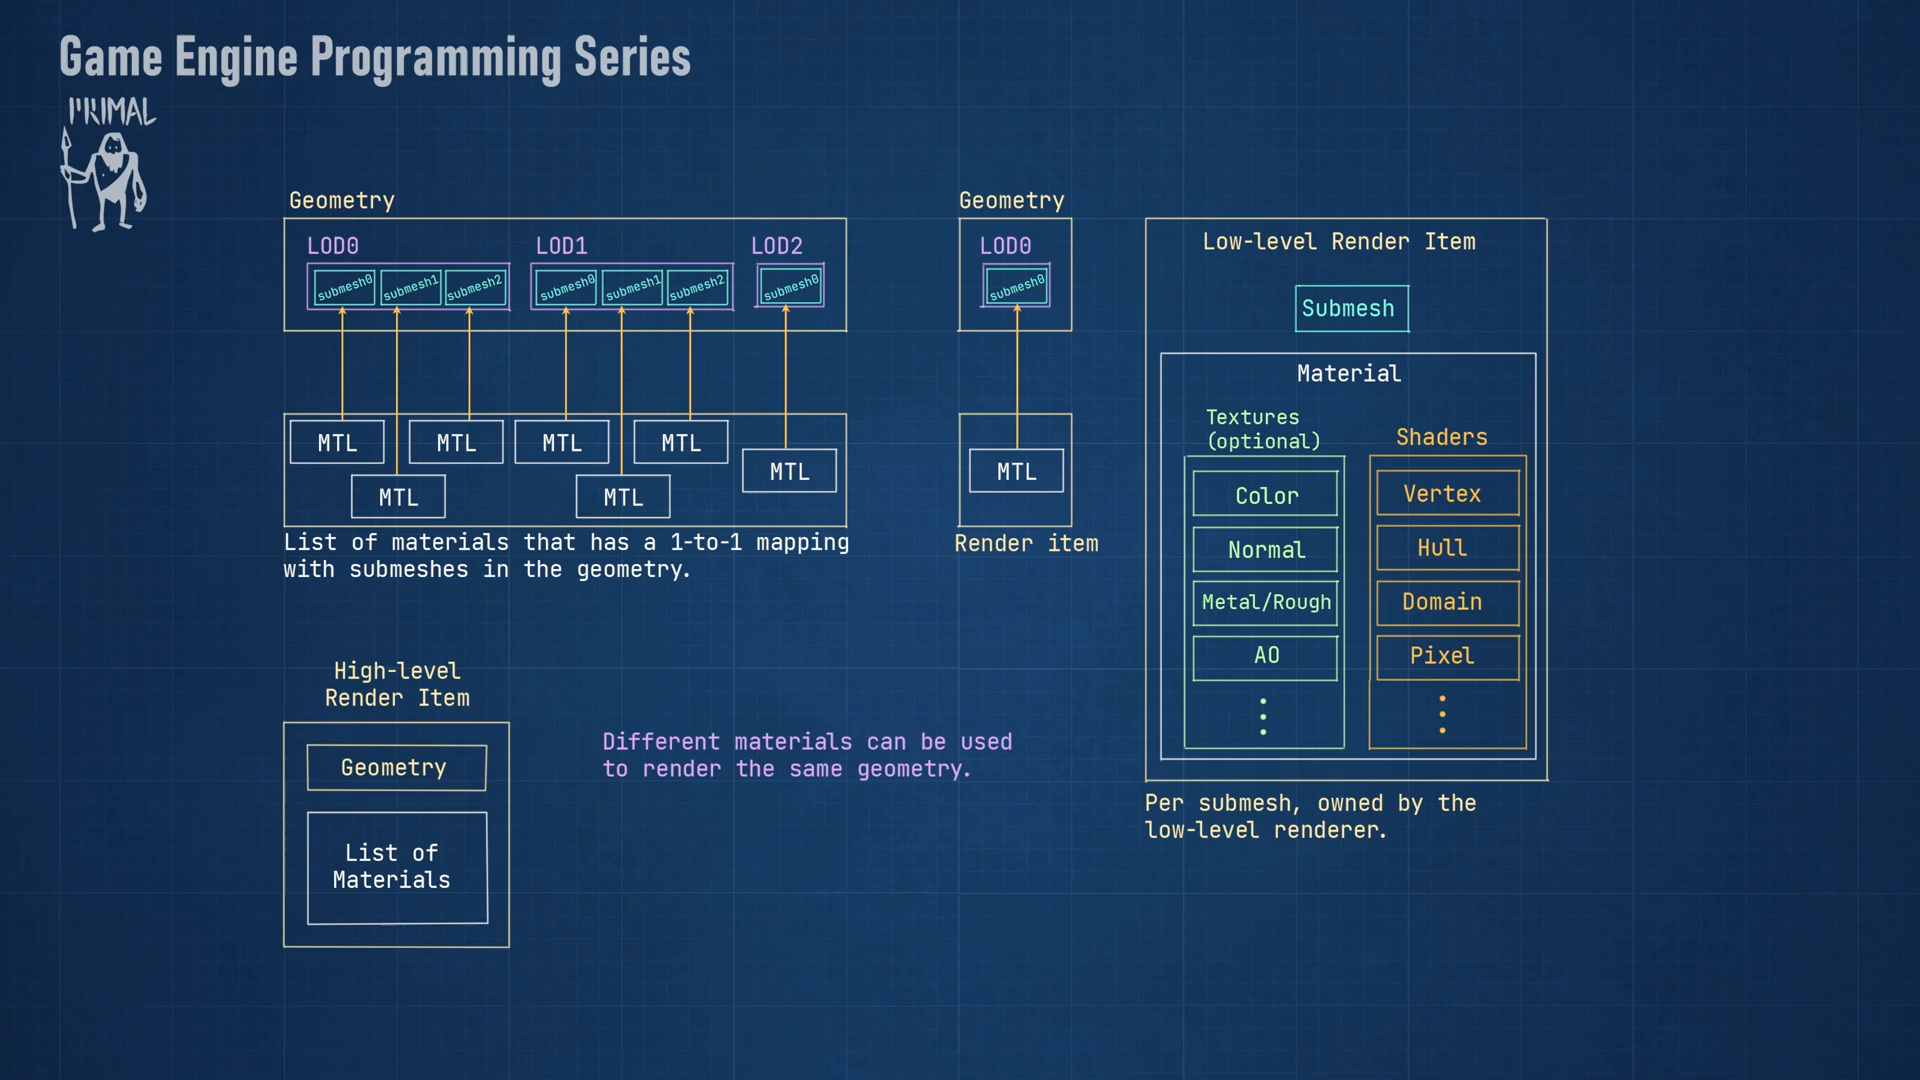 Game Engine Programming Series
PRIMAL
Geometry
LOD0
LOD1
LOD2
submesh0
submesh1
submesh2
submesh0
submesh1
submesh2
submesh0
MTL
MTL
MTL
MTL
MTL
MTL
MTL
List of materials that has a 1-to-1 mapping
with submeshes in the geometry.
Geometry
LOD0
submesh0
MTL
Render item
High-level
Render Item
Geometry
List of
Materials
Different materials can be used
to render the same geometry.
Low-level Render Item
Submesh
Material
Textures
(optional)
Color
Normal
Metal/Rough
AO
Shaders
Vertex
Hull
Domain
Pixel
Per submesh, owned by the
low-level renderer.